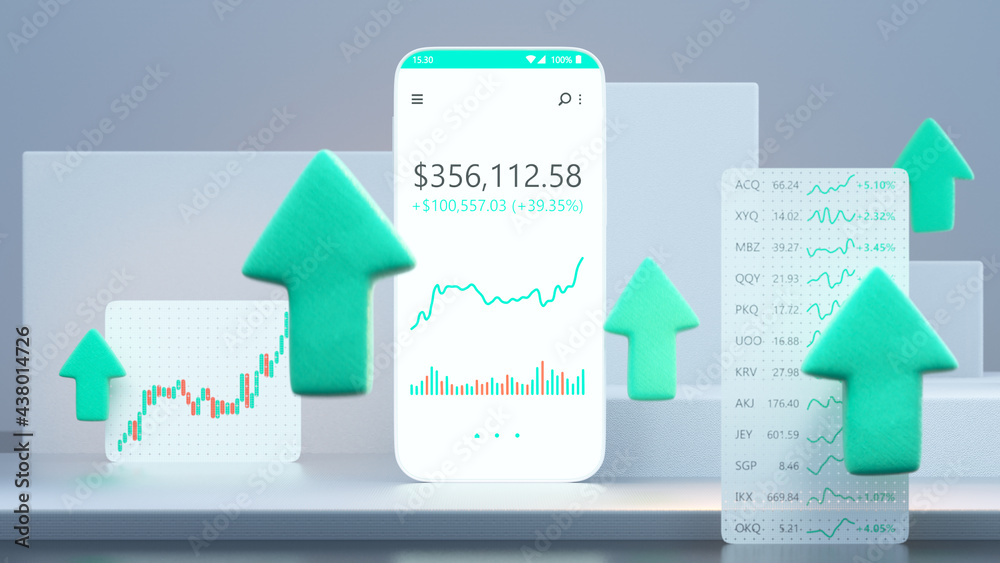 15.30 100%
$356,112.58
+$100,557.03 (+39.35%)
ACQ 66.24 +5.10%
XYQ 14.02 +2.32%
MBZ 39.27 +3.45%
QQY 21.93
JDQ 17.00
UOO 16.88
KRV 27.98
AKJ 176.40
JEY 601.59
SGP 8.46
IKX 669.84 +1.07%
OKQ 5.21 +4.05%
Adobe Stock | #438014726
Adobe Stock